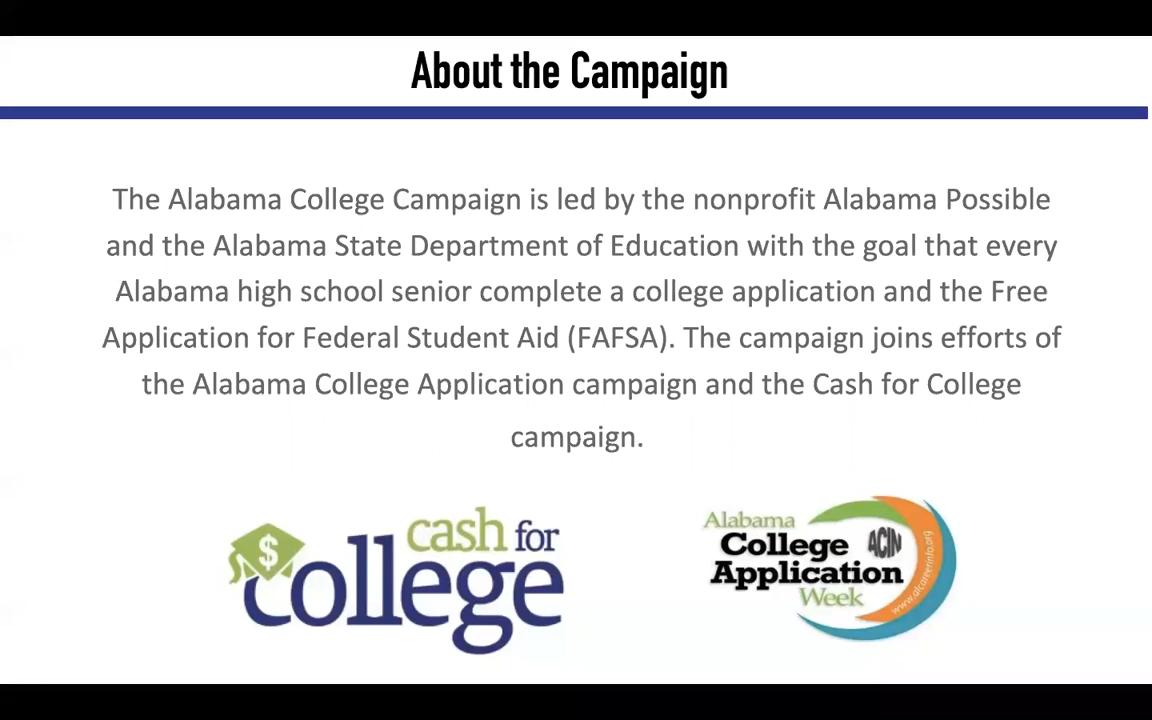 About the Campaign
The Alabama College Campaign is led by the nonprofit Alabama Possible
and the Alabama State Department of Education with the goal that every
Alabama high school senior complete a college application and the Free
Application for Federal Student Aid (FAFSA). The campaign joins efforts of
the Alabama College Application campaign and the Cash for College
campaign.
$
cash for
college
Alabama
College
Application
Week
ACIN
www.alcareerinfo.org